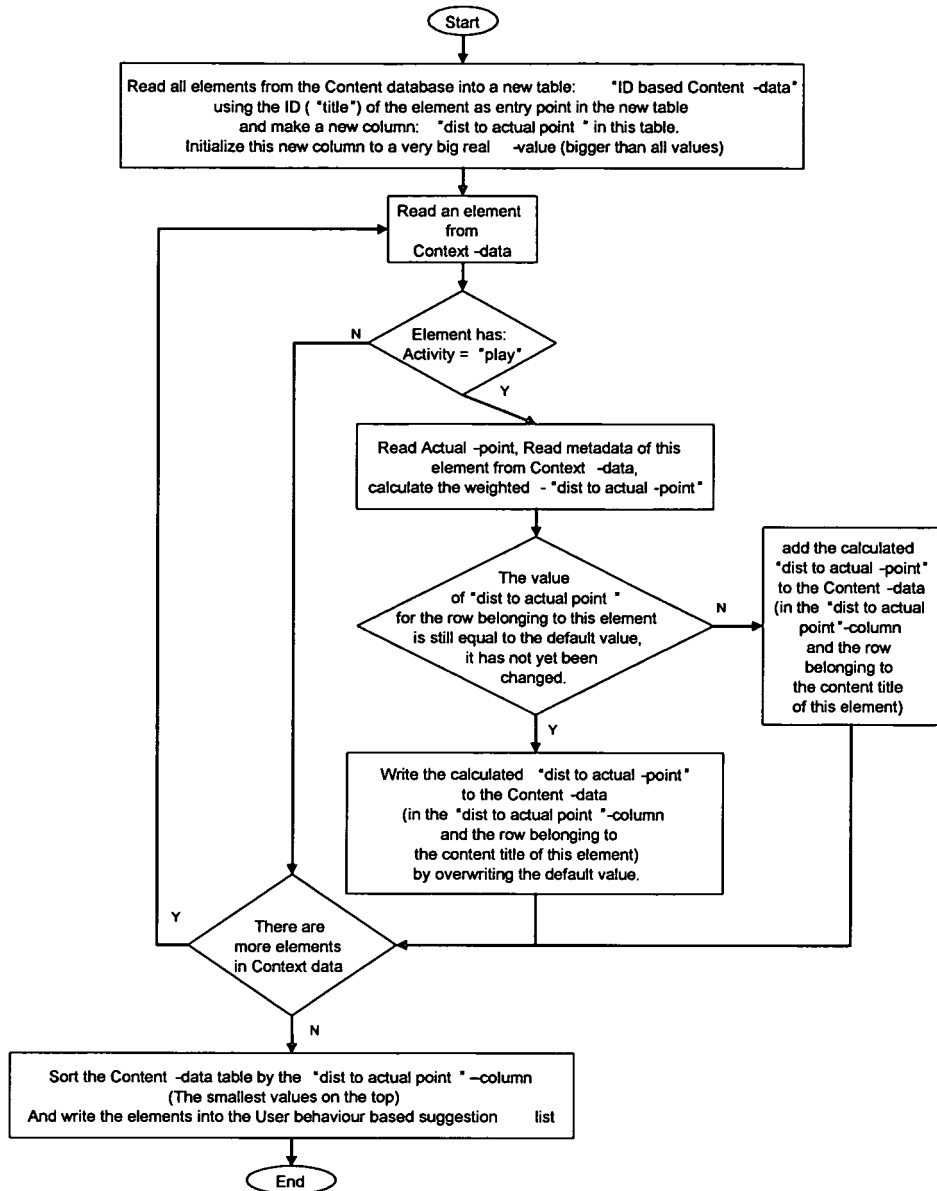 Start
Read all elements from the Content database into a new table: "ID based Content -data"
using the ID ( "title") of the element as entry point in the new table
and make a new column: "dist to actual point " in this table.
Initialize this new column to a very big real -value (bigger than all values)
Read an element
from
Context -data
N
Element has:
Activity = "play"
Y
Read Actual -point, Read metadata of this
element from Context -data,
calculate the weighted - "dist to actual -point"
The value
of "dist to actual point "
for the row belonging to this element
is still equal to the default value,
it has not yet been
changed.
N
add the calculated
"dist to actual -point"
to the Content -data
(in the "dist to actual
point"-column
and the row
belonging to
the content title
of this element)
Y
Write the calculated "dist to actual -point"
to the Content -data
(in the "dist to actual point "-column
and the row belonging to
the content title of this element)
by overwriting the default value.
Y
There are
more elements
in Context data
N
Sort the Content -data table by the "dist to actual point " –column
(The smallest values on the top)
And write the elements into the User behaviour based suggestion list
End